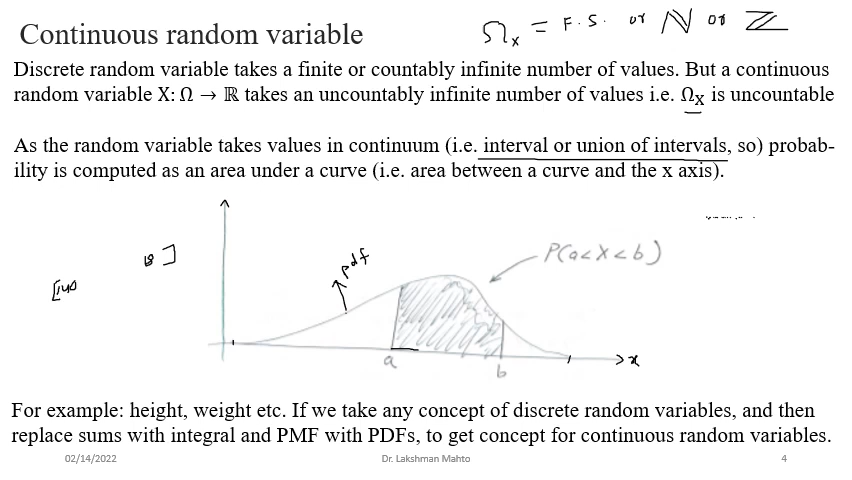 Continuous random variable
Ω_x = F.S. or ℕ or ℤ
Discrete random variable takes a finite or countably infinite number of values. But a continuous
random variable X: Ω → ℝ takes an uncountably infinite number of values i.e. Ω_X is uncountable
As the random variable takes values in continuum (i.e. interval or union of intervals, so) probab-
ility is computed as an area under a curve (i.e. area between a curve and the x axis).
pdf
P(a<X<b)
a
b
x
For example: height, weight etc. If we take any concept of discrete random variables, and then
replace sums with integral and PMF with PDFs, to get concept for continuous random variables.
02/14/2022
Dr. Lakshman Mahto
4